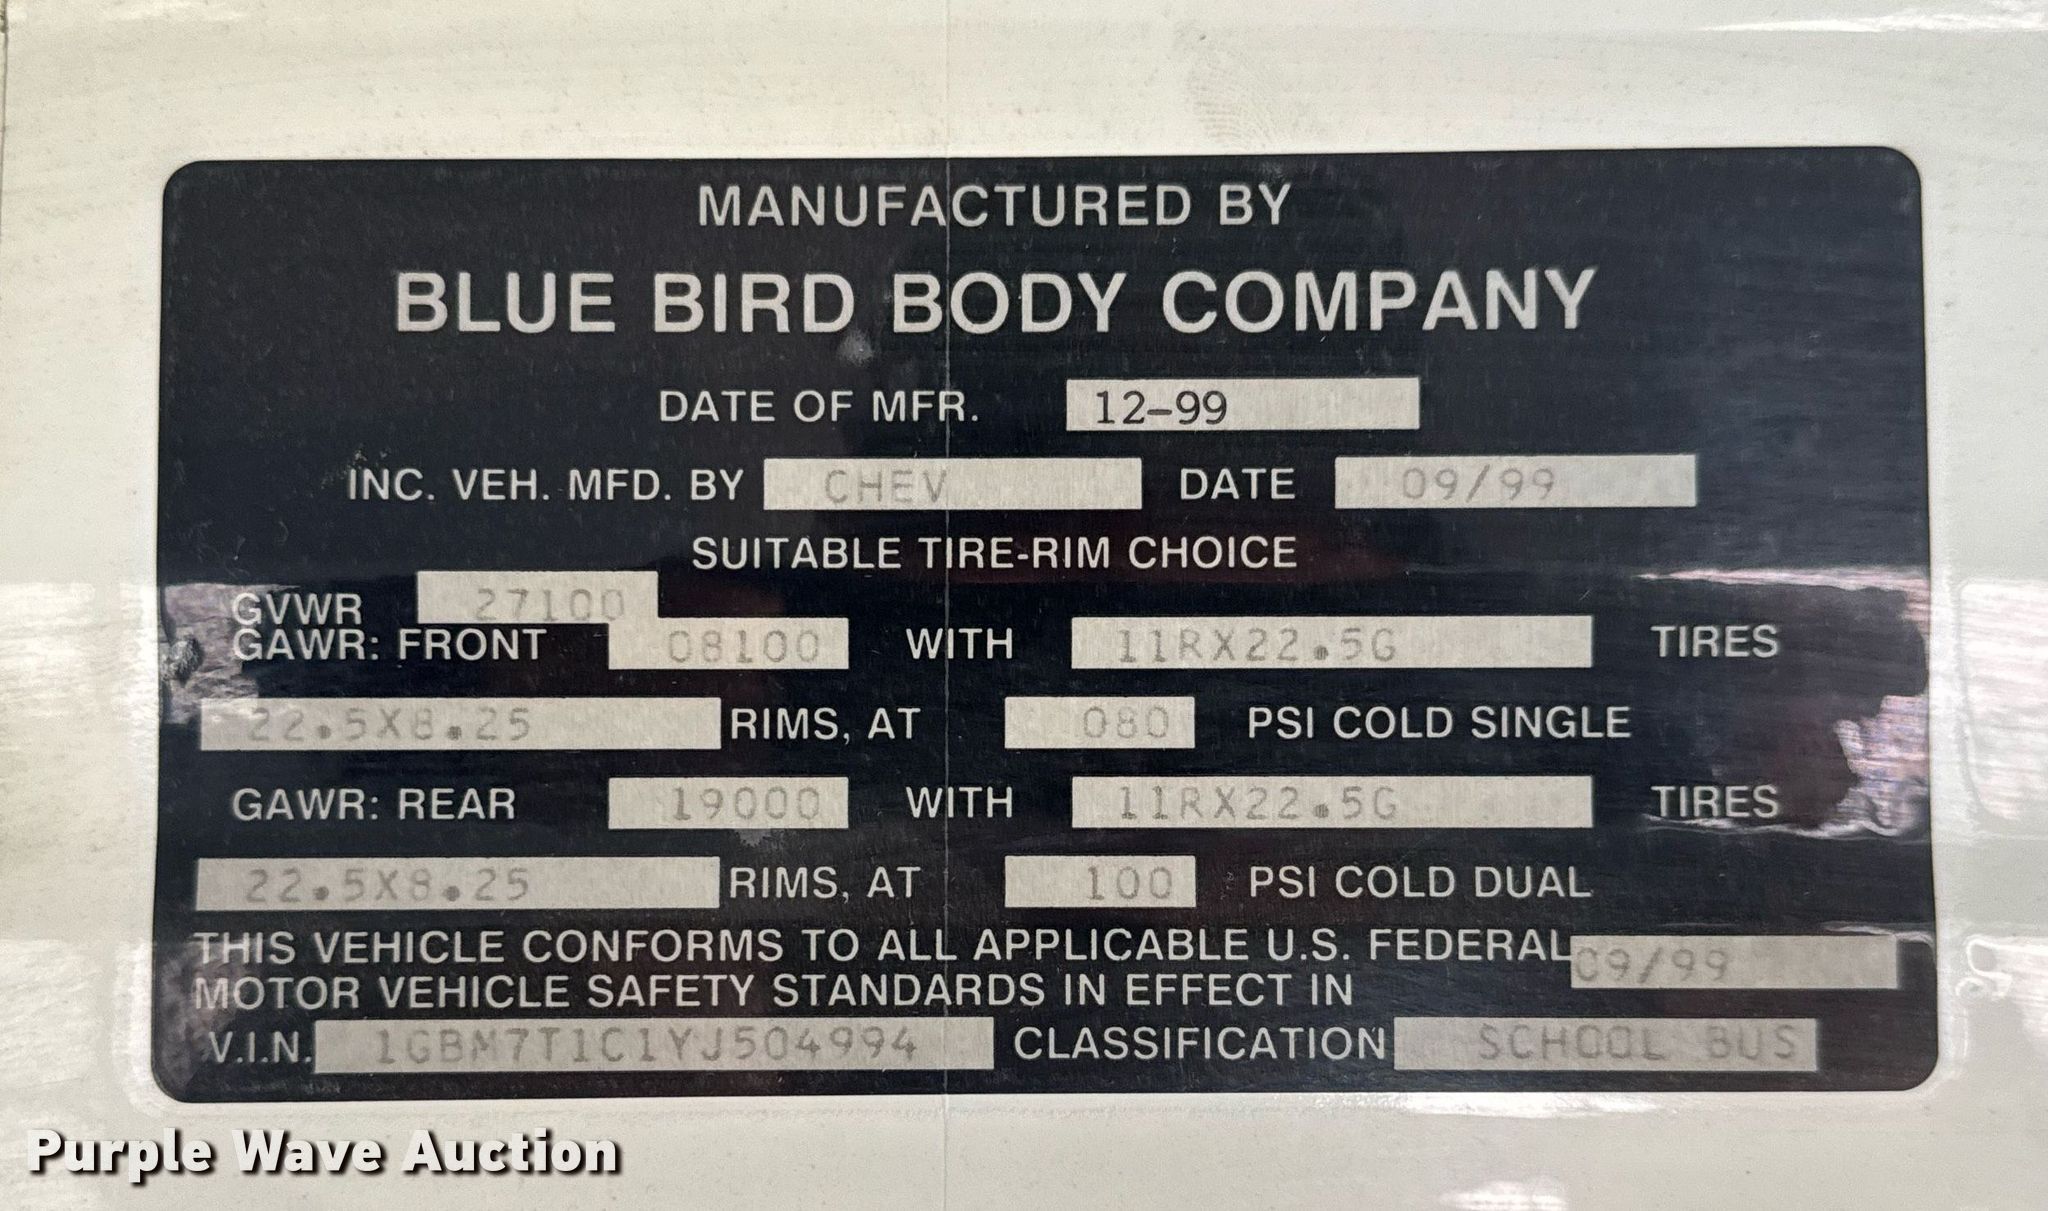 MANUFACTURED BY
BLUE BIRD BODY COMPANY
DATE OF MFR. 12-99
INC. VEH. MFD. BY CHEV DATE 09/99
SUITABLE TIRE-RIM CHOICE
GVWR 27100
GAWR: FRONT 08100 WITH 11RX22.5G TIRES
22.5X8.25 RIMS, AT 080 PSI COLD SINGLE
GAWR: REAR 19000 WITH 11RX22.5G TIRES
22.5X8.25 RIMS, AT 100 PSI COLD DUAL
THIS VEHICLE CONFORMS TO ALL APPLICABLE U.S. FEDERAL
MOTOR VEHICLE SAFETY STANDARDS IN EFFECT IN 09/99
V.I.N. 1GBM7T1C1YJ504994 CLASSIFICATION SCHOOL BUS
Purple Wave Auction